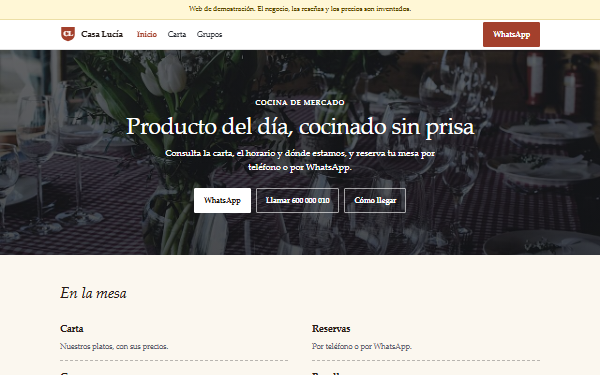 Web de demostración. El negocio, las reseñas y los precios son inventados.
CL Casa Lucía Inicio Carta Grupos WhatsApp
COCINA DE MERCADO
Producto del día, cocinado sin prisa
Consulta la carta, el horario y dónde estamos, y reserva tu mesa por
teléfono o por WhatsApp.
WhatsApp Llamar 600 000 010 Cómo llegar
En la mesa
Carta Reservas
Nuestros platos, con sus precios. Por teléfono o por WhatsApp.